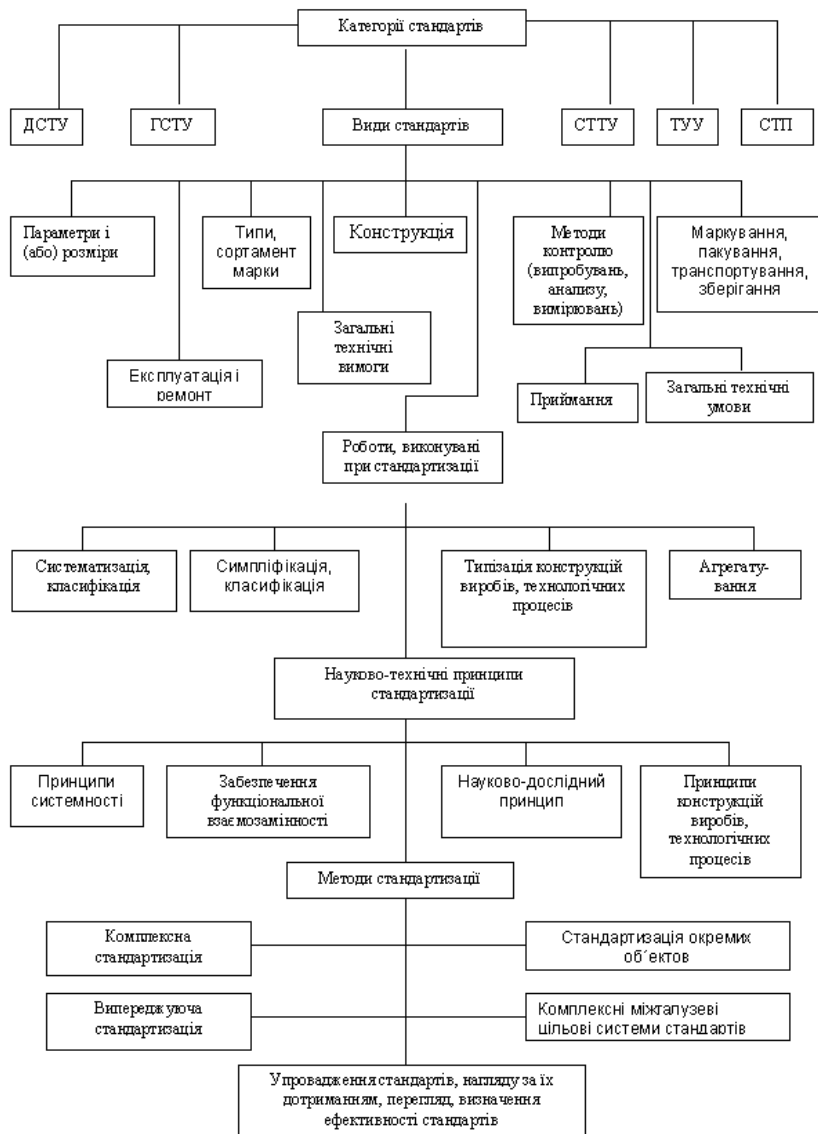 Категорії стандартів
ДСТУ
ГСТУ
Види стандартів
СТТУ
ТУУ
СТП
Параметри і
(або) розміри
Типи,
сортамент
марки
Конструкція
Методи
контролю
(випробувань,
аналізу,
вимірювань)
Маркування,
пакування,
транспортування,
зберігання
Загальні
технічні
вимоги
Експлуатація і
ремонт
Приймання
Загальні технічні
умови
Роботи, виконувані
при стандартизації
Систематизація,
класифікація
Симпліфікація,
класифікація
Типізація конструкцій
виробів, технологічних
процесів
Агрегату-
вання
Науково-технічні принципи
стандартизації
Принципи
системності
Забезпечення
функціональної
взаємозамінності
Науково-дослідний
принцип
Принципи
конструкцій
виробів,
технологічних
процесів
Методи стандартизації
Комплексна
стандартизація
Стандартизація окремих
об´єктов
Випереджуюча
стандартизація
Комплексні міжгалузеві
цільові системи стандартів
Упровадження стандартів, нагляду за їх
дотриманням, перегляд, визначення
ефективності стандартів